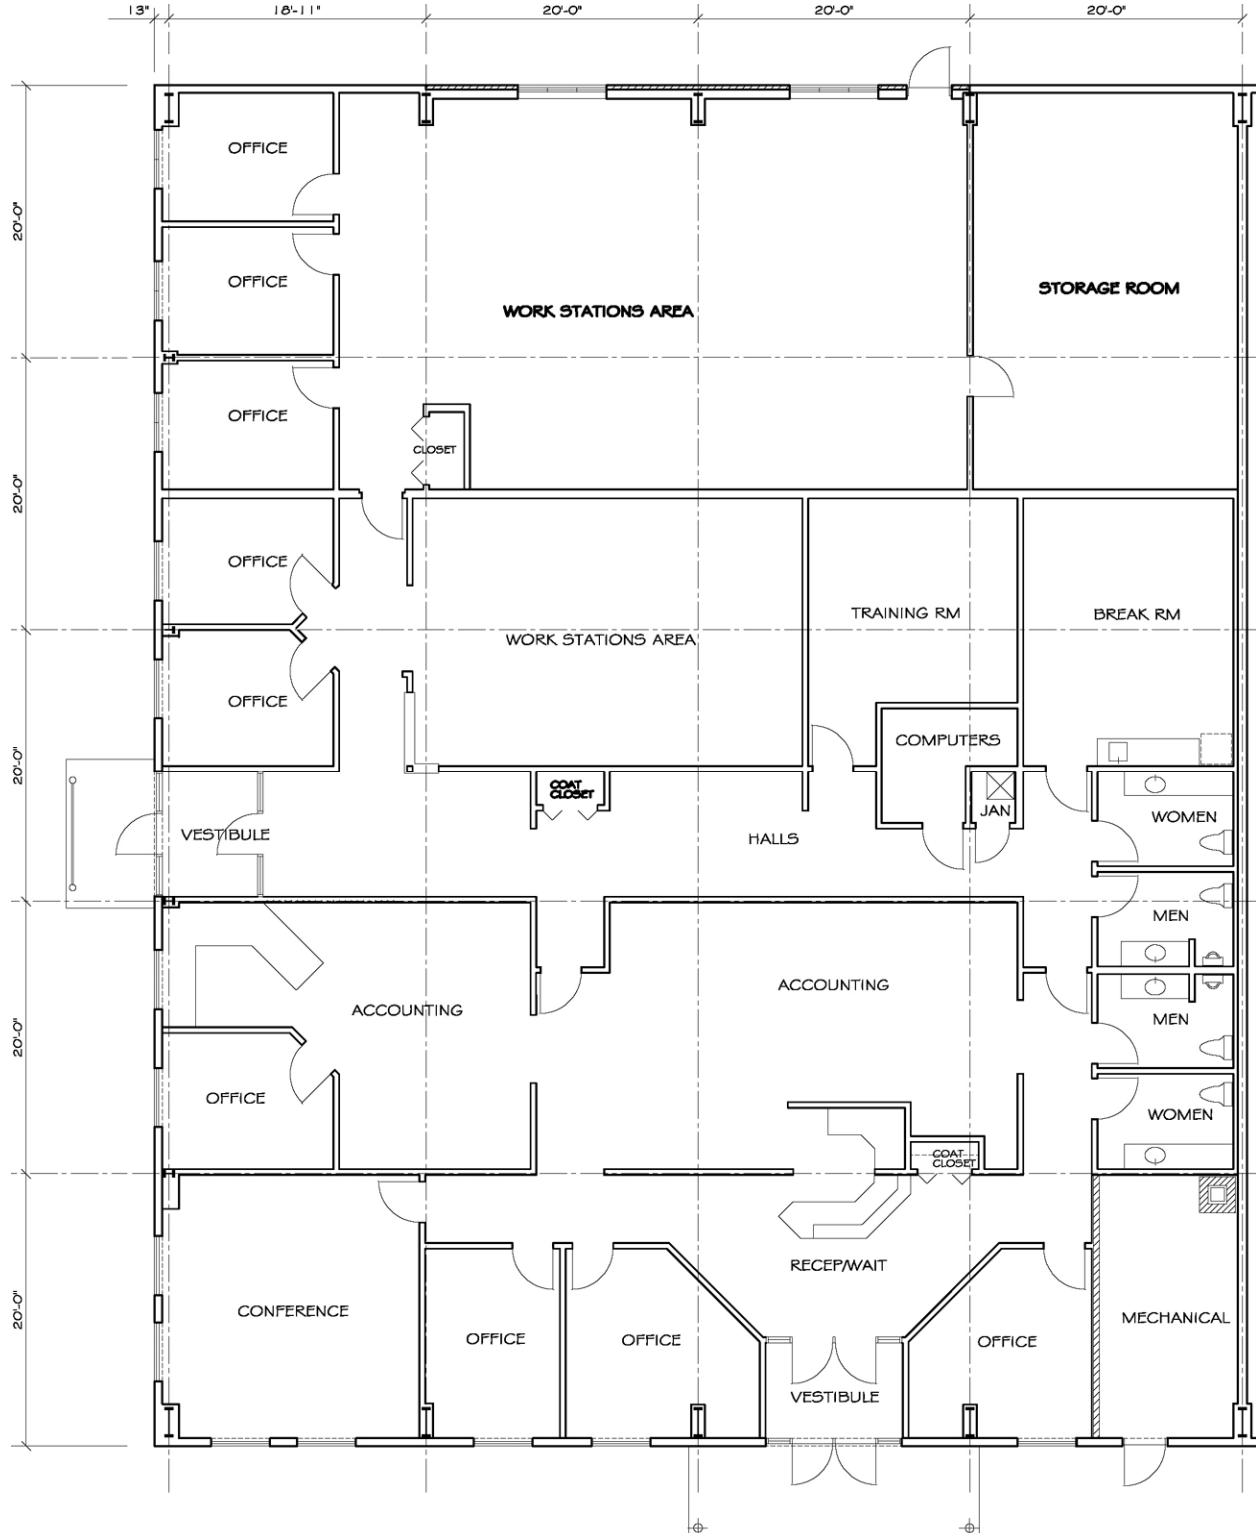 13" 18'-11" 20'-0" 20'-0" 20'-0"
OFFICE
20'-0"
OFFICE
STORAGE ROOM
WORK STATIONS AREA
OFFICE
CLOSET
20'-0"
OFFICE
TRAINING RM
BREAK RM
WORK STATIONS AREA
OFFICE
COMPUTERS
20'-0"
COAT
CLOSET
JAN
WOMEN
VESTIBULE
HALLS
MEN
ACCOUNTING
ACCOUNTING
MEN
20'-0"
OFFICE
WOMEN
COAT
CLOSET
RECEP/WAIT
CONFERENCE
20'-0"
MECHANICAL
OFFICE
OFFICE
OFFICE
VESTIBULE